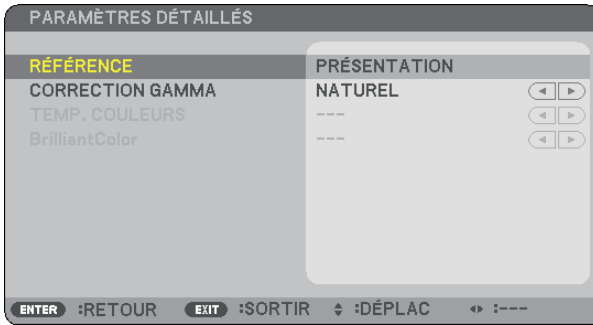 PARAMÈTRES DÉTAILLÉS
RÉFÉRENCE PRÉSENTATION
CORRECTION GAMMA NATUREL
TEMP. COULEURS ---
BrilliantColor ---
ENTER :RETOUR EXIT :SORTIR :DÉPLAC :---